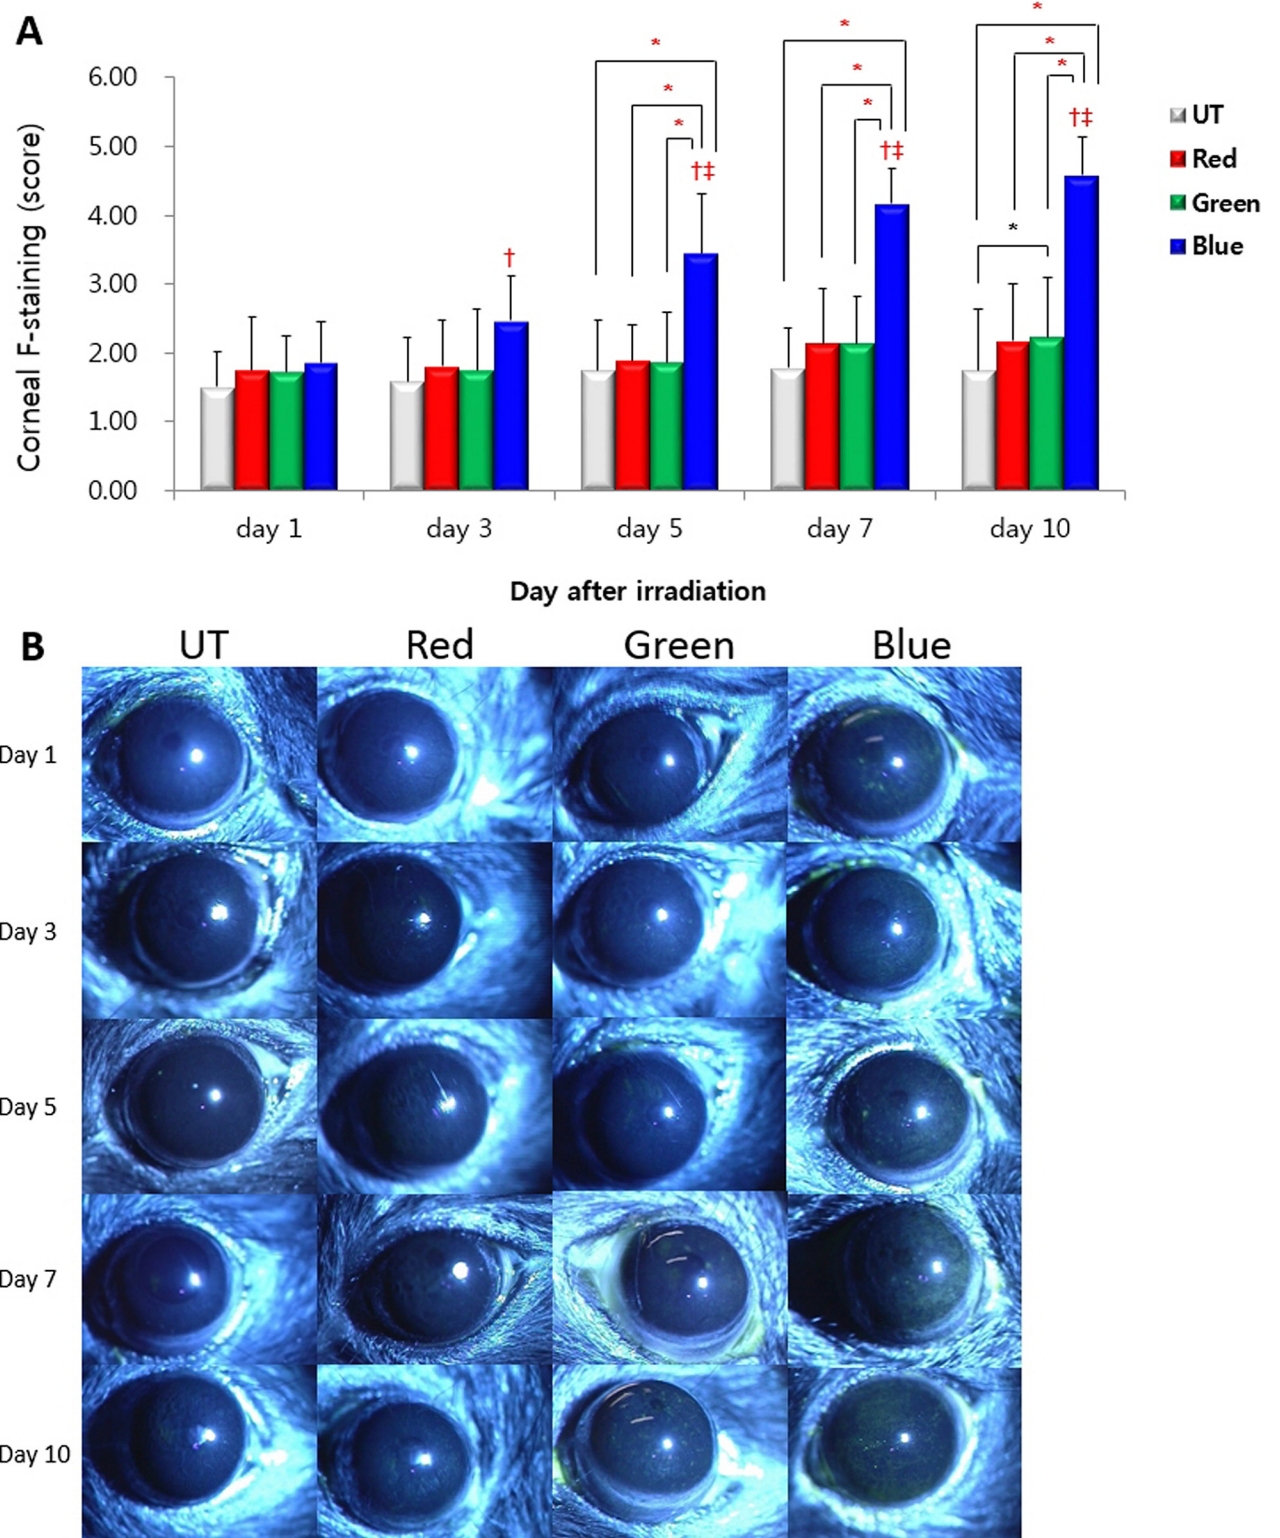 A
Corneal F-staining (score)
6.00
5.00
4.00
3.00
2.00
1.00
0.00
*
*
*
†‡
*
*
*
†‡
*
*
*
†‡
*
†
UT
Red
Green
Blue
day 1 day 3 day 5 day 7 day 10
Day after irradiation
B
UT Red Green Blue
Day 1
Day 3
Day 5
Day 7
Day 10